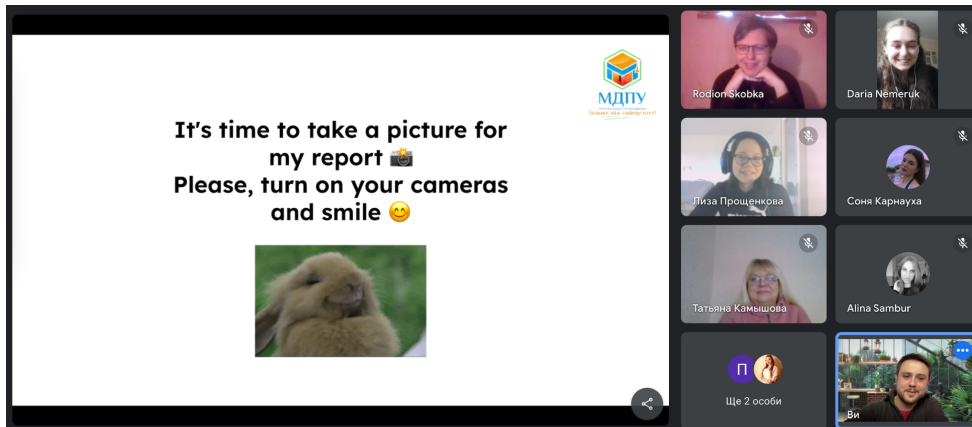 МДПУ
It's time to take a picture for
my report 📸
Please, turn on your cameras
and smile 😊
Rodion Skobka
Daria Nemeruk
Лиза Прощенкова
Соня Карнауха
Татьяна Камышова
Alina Sambur
П
Ще 2 особи
Ви